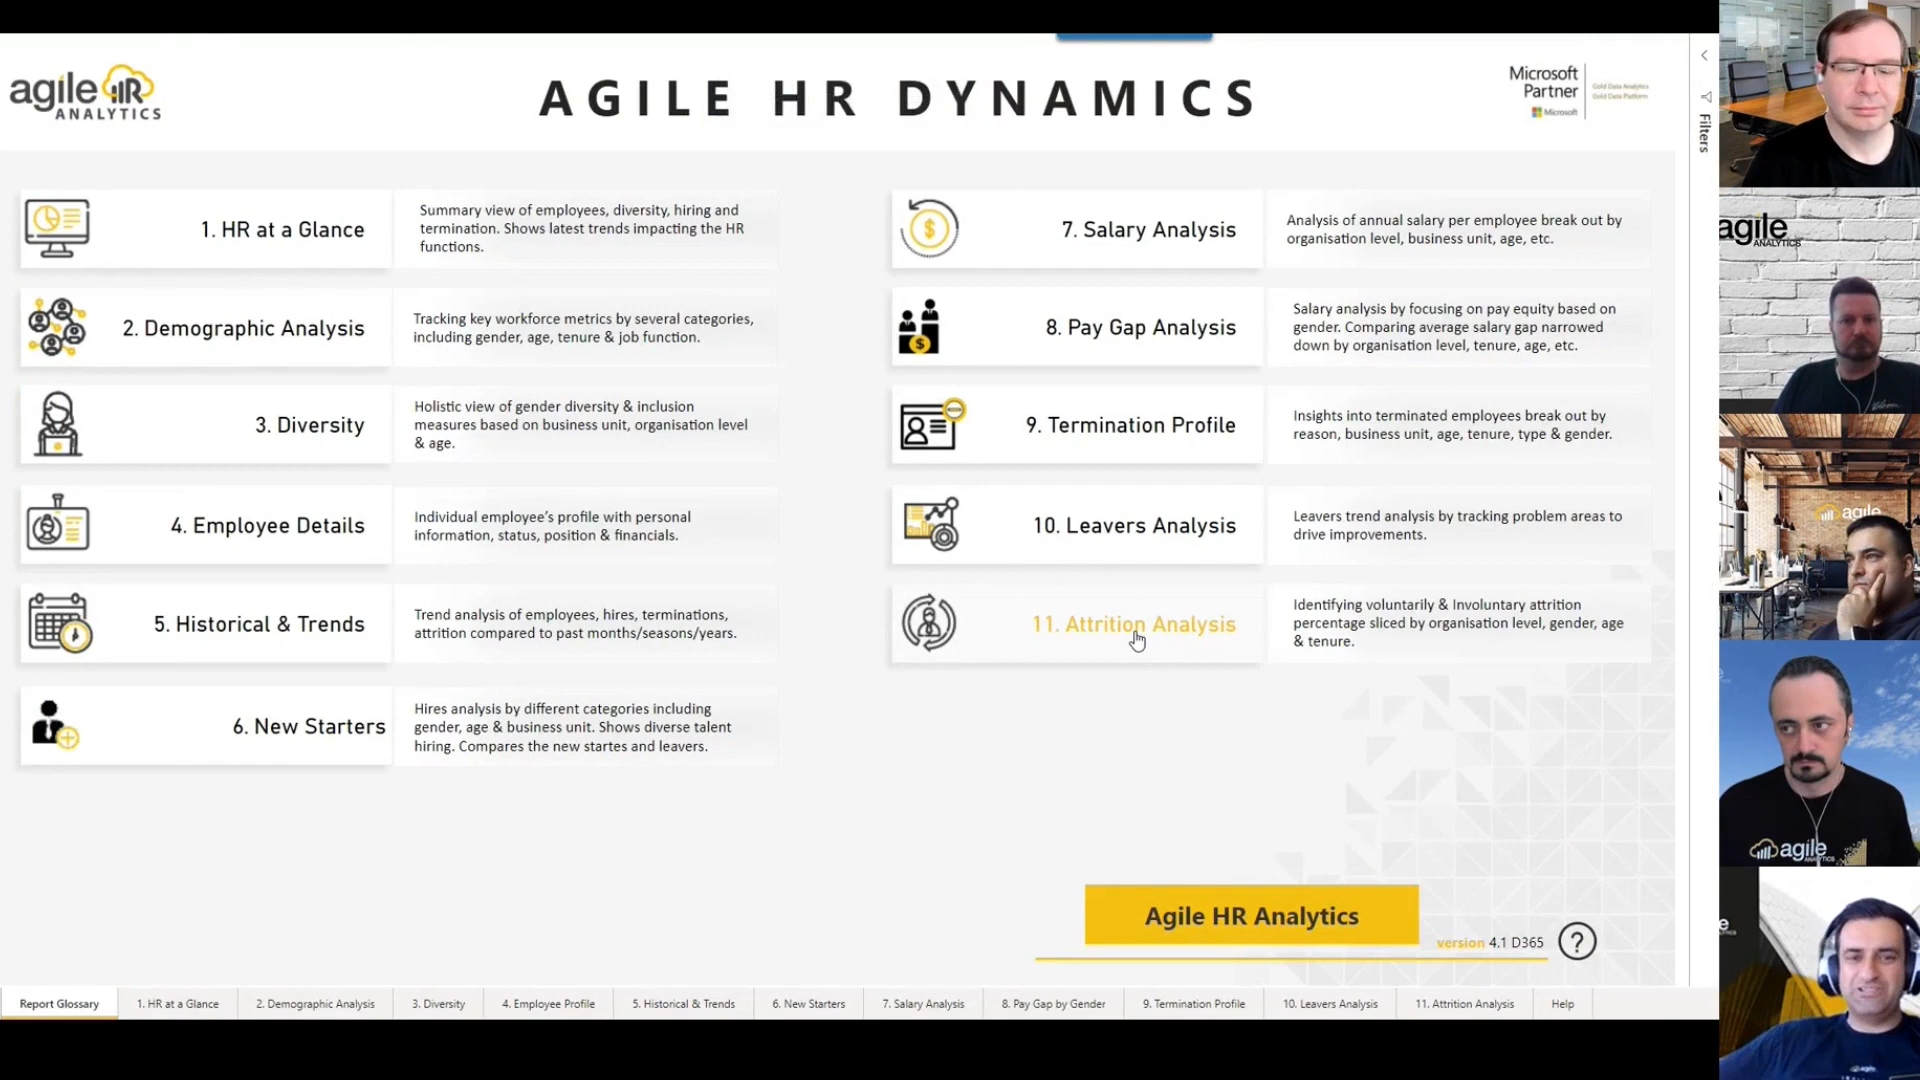 agile HR
ANALYTICS
AGILE HR DYNAMICS
Microsoft
Partner
Gold Data Analytics
Gold Data Platform
Microsoft
Filters
1. HR at a Glance
Summary view of employees, diversity, hiring and
termination. Shows latest trends impacting the HR
functions.
2. Demographic Analysis
Tracking key workforce metrics by several categories,
including gender, age, tenure & job function.
3. Diversity
Holistic view of gender diversity & inclusion
measures based on business unit, organisation level
& age.
4. Employee Details
Individual employee's profile with personal
information, status, position & financials.
5. Historical & Trends
Trend analysis of employees, hires, terminations,
attrition compared to past months/seasons/years.
6. New Starters
Hires analysis by different categories including
gender, age & business unit. Shows diverse talent
hiring. Compares the new startes and leavers.
7. Salary Analysis
Analysis of annual salary per employee break out by
organisation level, business unit, age, etc.
8. Pay Gap Analysis
Salary analysis by focusing on pay equity based on
gender. Comparing average salary gap narrowed
down by organisation level, tenure, age, etc.
9. Termination Profile
Insights into terminated employees break out by
reason, business unit, age, tenure, type & gender.
10. Leavers Analysis
Leavers trend analysis by tracking problem areas to
drive improvements.
11. Attrition Analysis
Identifying voluntarily & Involuntary attrition
percentage sliced by organisation level, gender, age
& tenure.
Agile HR Analytics
version 4.1 D365
?
Report Glossary
1. HR at a Glance
2. Demographic Analysis
3. Diversity
4. Employee Profile
5. Historical & Trends
6. New Starters
7. Salary Analysis
8. Pay Gap by Gender
9. Termination Profile
10. Leavers Analysis
11. Attrition Analysis
Help
agile
ANALYTICS
agile
agile
ANALYTICS
agile